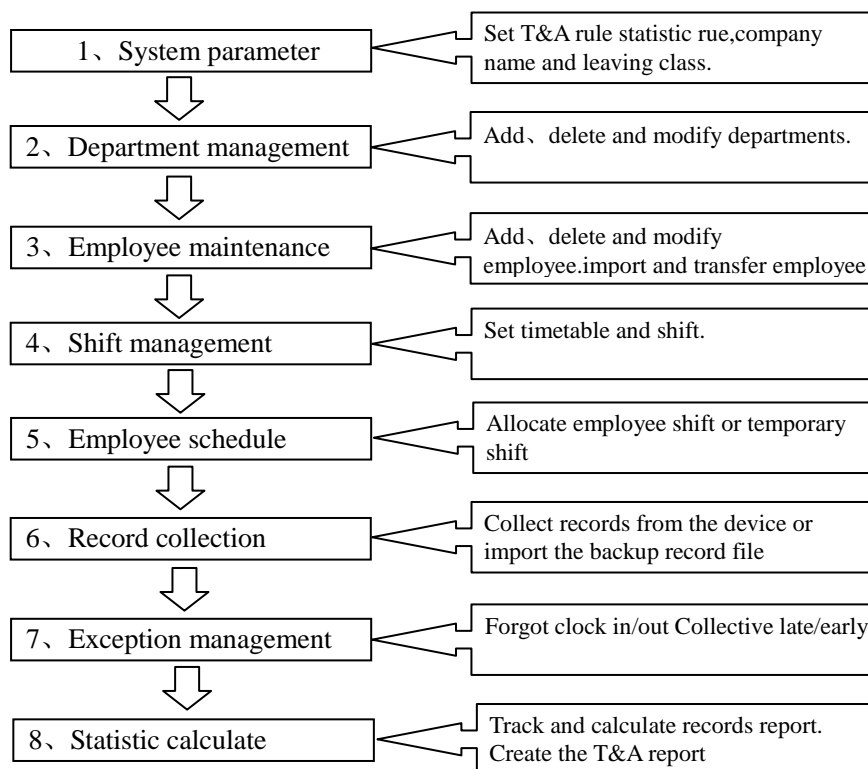 1、System parameter
Set T&A rule statistic rue,company
name and leaving class.
2、Department management
Add、delete and modify departments.
3、Employee maintenance
Add、delete and modify
employee.import and transfer employee
4、Shift management
Set timetable and shift.
5、Employee schedule
Allocate employee shift or temporary
shift
6、Record collection
Collect records from the device or
import the backup record file
7、Exception management
Forgot clock in/out Collective late/early
8、Statistic calculate
Track and calculate records report.
Create the T&A report